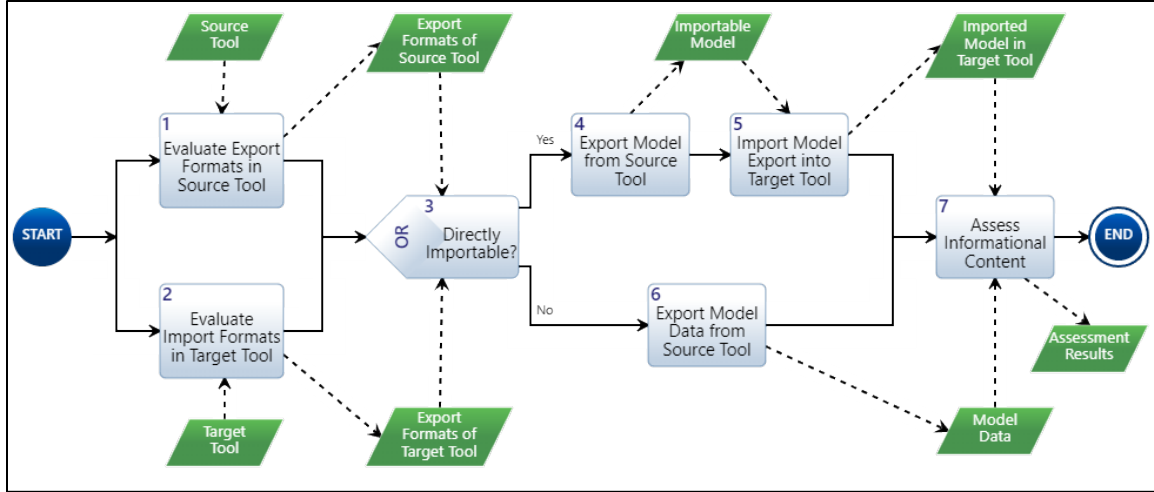 Source
Tool
Export
Formats of
Source Tool
Importable
Model
Imported
Model in
Target Tool
1
Evaluate Export
Formats in
Source Tool
4
Export Model
from Source
Tool
5
Import Model
Export into
Target Tool
Yes
START
OR
3
Directly
Importable?
7
Assess
Informational
Content
END
2
Evaluate
Import Formats
in Target Tool
No
6
Export Model
Data from
Source Tool
Assessment
Results
Target
Tool
Export
Formats of
Target Tool
Model
Data